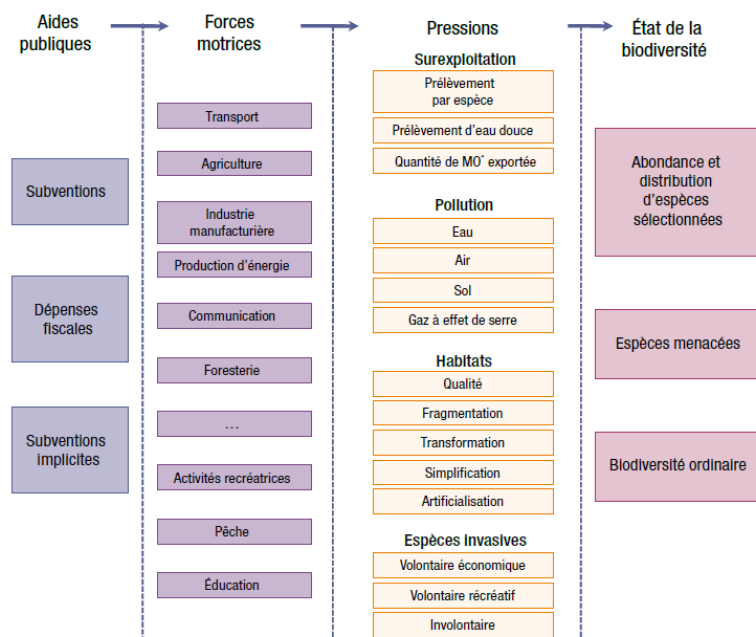 Aides
publiques
Forces
motrices
Pressions
État de la
biodiversité
Subventions
Dépenses
fiscales
Subventions
implicites
Transport
Agriculture
Industrie
manufacturière
Production d'énergie
Communication
Foresterie
…
Activités recréatrices
Pêche
Éducation
Surexploitation
Prélèvement
par espèce
Prélèvement d'eau douce
Quantité de MO* exportée
Pollution
Eau
Air
Sol
Gaz à effet de serre
Habitats
Qualité
Fragmentation
Transformation
Simplification
Artificialisation
Espèces invasives
Volontaire économique
Volontaire récréatif
Involontaire
Abondance et
distribution
d'espèces
sélectionnées
Espèces menacées
Biodiversité ordinaire